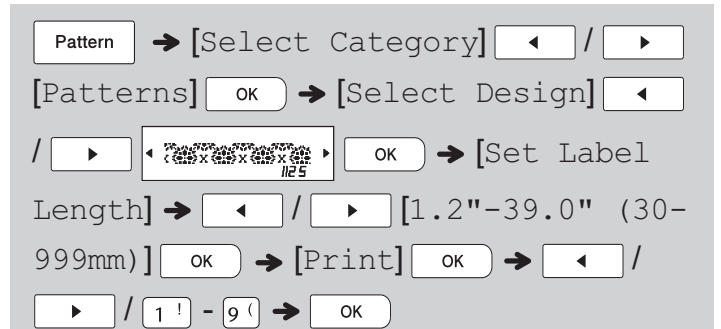 Pattern → [Select Category] ◂ / ▸
[Patterns] OK → [Select Design] ◂
/ ▸ ◂ x x x 1125 ▸ OK → [Set Label
Length] → ◂ / ▸ [1.2"-39.0" (30-
999mm)] OK → [Print] OK → ◂ /
▸ / 1 ! - 9 ( → OK